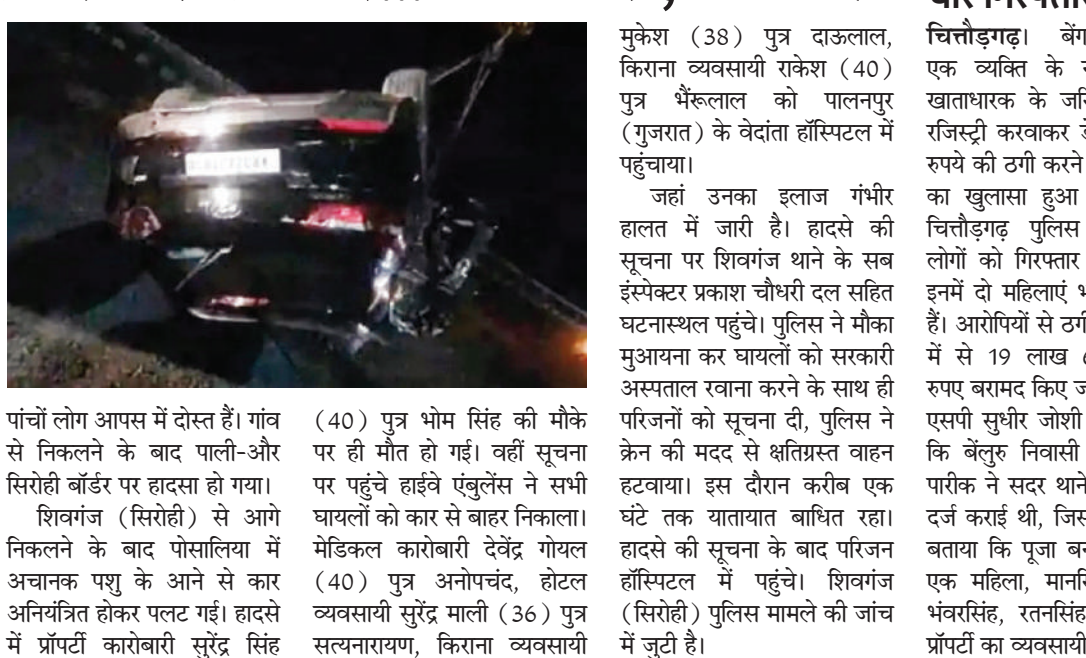 पांचों लोग आपस में दोस्त हैं। गांव
से निकलने के बाद पाली-और
सिरोही बॉर्डर पर हादसा हो गया।
शिवगंज (सिरोही) से आगे
निकलने के बाद पोसालिया में
अचानक पशु के आने से कार
अनियंत्रित होकर पलट गई। हादसे
में प्रॉपर्टी कारोबारी सुरेंद्र सिंह
(40) पुत्र भोम सिंह की मौके
पर ही मौत हो गई। वहीं सूचना
पर पहुंचे हाईवे एंबुलेंस ने सभी
घायलों को कार से बाहर निकाला।
मेडिकल कारोबारी देवेंद्र गोयल
(40) पुत्र अनोपचंद, होटल
व्यवसायी सुरेंद्र माली (36) पुत्र
सत्यनारायण, किराना व्यवसायी
मुकेश (38) पुत्र दाऊलाल,
किराना व्यवसायी राकेश (40)
पुत्र भैंरूलाल को पालनपुर
(गुजरात) के वेदांता हॉस्पिटल में
पहुंचाया।
जहां उनका इलाज गंभीर
हालत में जारी है। हादसे की
सूचना पर शिवगंज थाने के सब
इंस्पेक्टर प्रकाश चौधरी दल सहित
घटनास्थल पहुंचे। पुलिस ने मौका
मुआयना कर घायलों को सरकारी
अस्पताल रवाना करने के साथ ही
परिजनों को सूचना दी, पुलिस ने
क्रेन की मदद से क्षतिग्रस्त वाहन
हटवाया। इस दौरान करीब एक
घंटे तक यातायात बाधित रहा।
हादसे की सूचना के बाद परिजन
हॉस्पिटल में पहुंचे। शिवगंज
(सिरोही) पुलिस मामले की जांच
में जुटी है।
चित्तौड़गढ़।
एक व्यक्ति के
खाताधारक के
रजिस्ट्री करवाकर
रुपये की ठगी करने
का खुलासा हुआ
चित्तौड़गढ़ पुलिस
लोगों को गिरफ्तार
इनमें दो महिलाएं
हैं। आरोपियों से
में से 19 लाख
रुपए बरामद किए
एसपी सुधीर जोशी
कि बेंलुरु निवासी
पारीक ने सदर थाने
दर्ज कराई थी,
बताया कि पूजा
एक महिला,
भंवरसिंह, रतनसिंह
प्रॉपर्टी का व्यवसायी